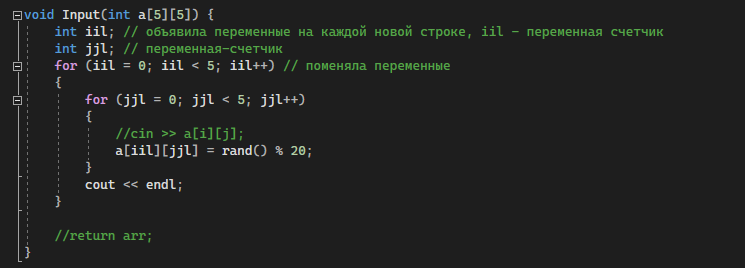 void Input(int a[5][5]) {
int iil; // объявила переменные на каждой новой строке, iil - переменная счетчик
int jjl; // переменная-счетчик
for (iil = 0; iil < 5; iil++) // поменяла переменные
{
for (jjl = 0; jjl < 5; jjl++)
{
//cin >> a[i][j];
a[iil][jjl] = rand() % 20;
}
cout << endl;
}
//return arr;
}